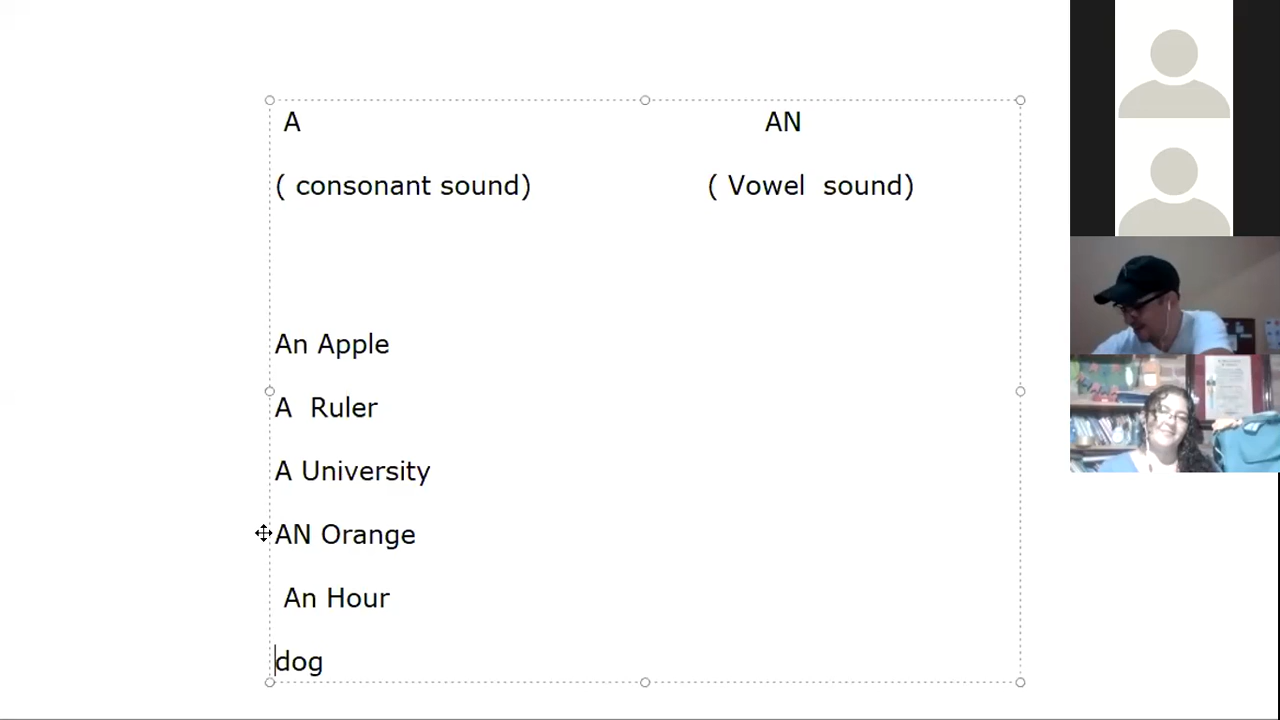 A AN
( consonant sound) ( Vowel  sound)
An Apple
A  Ruler
A University
AN Orange
An Hour
dog